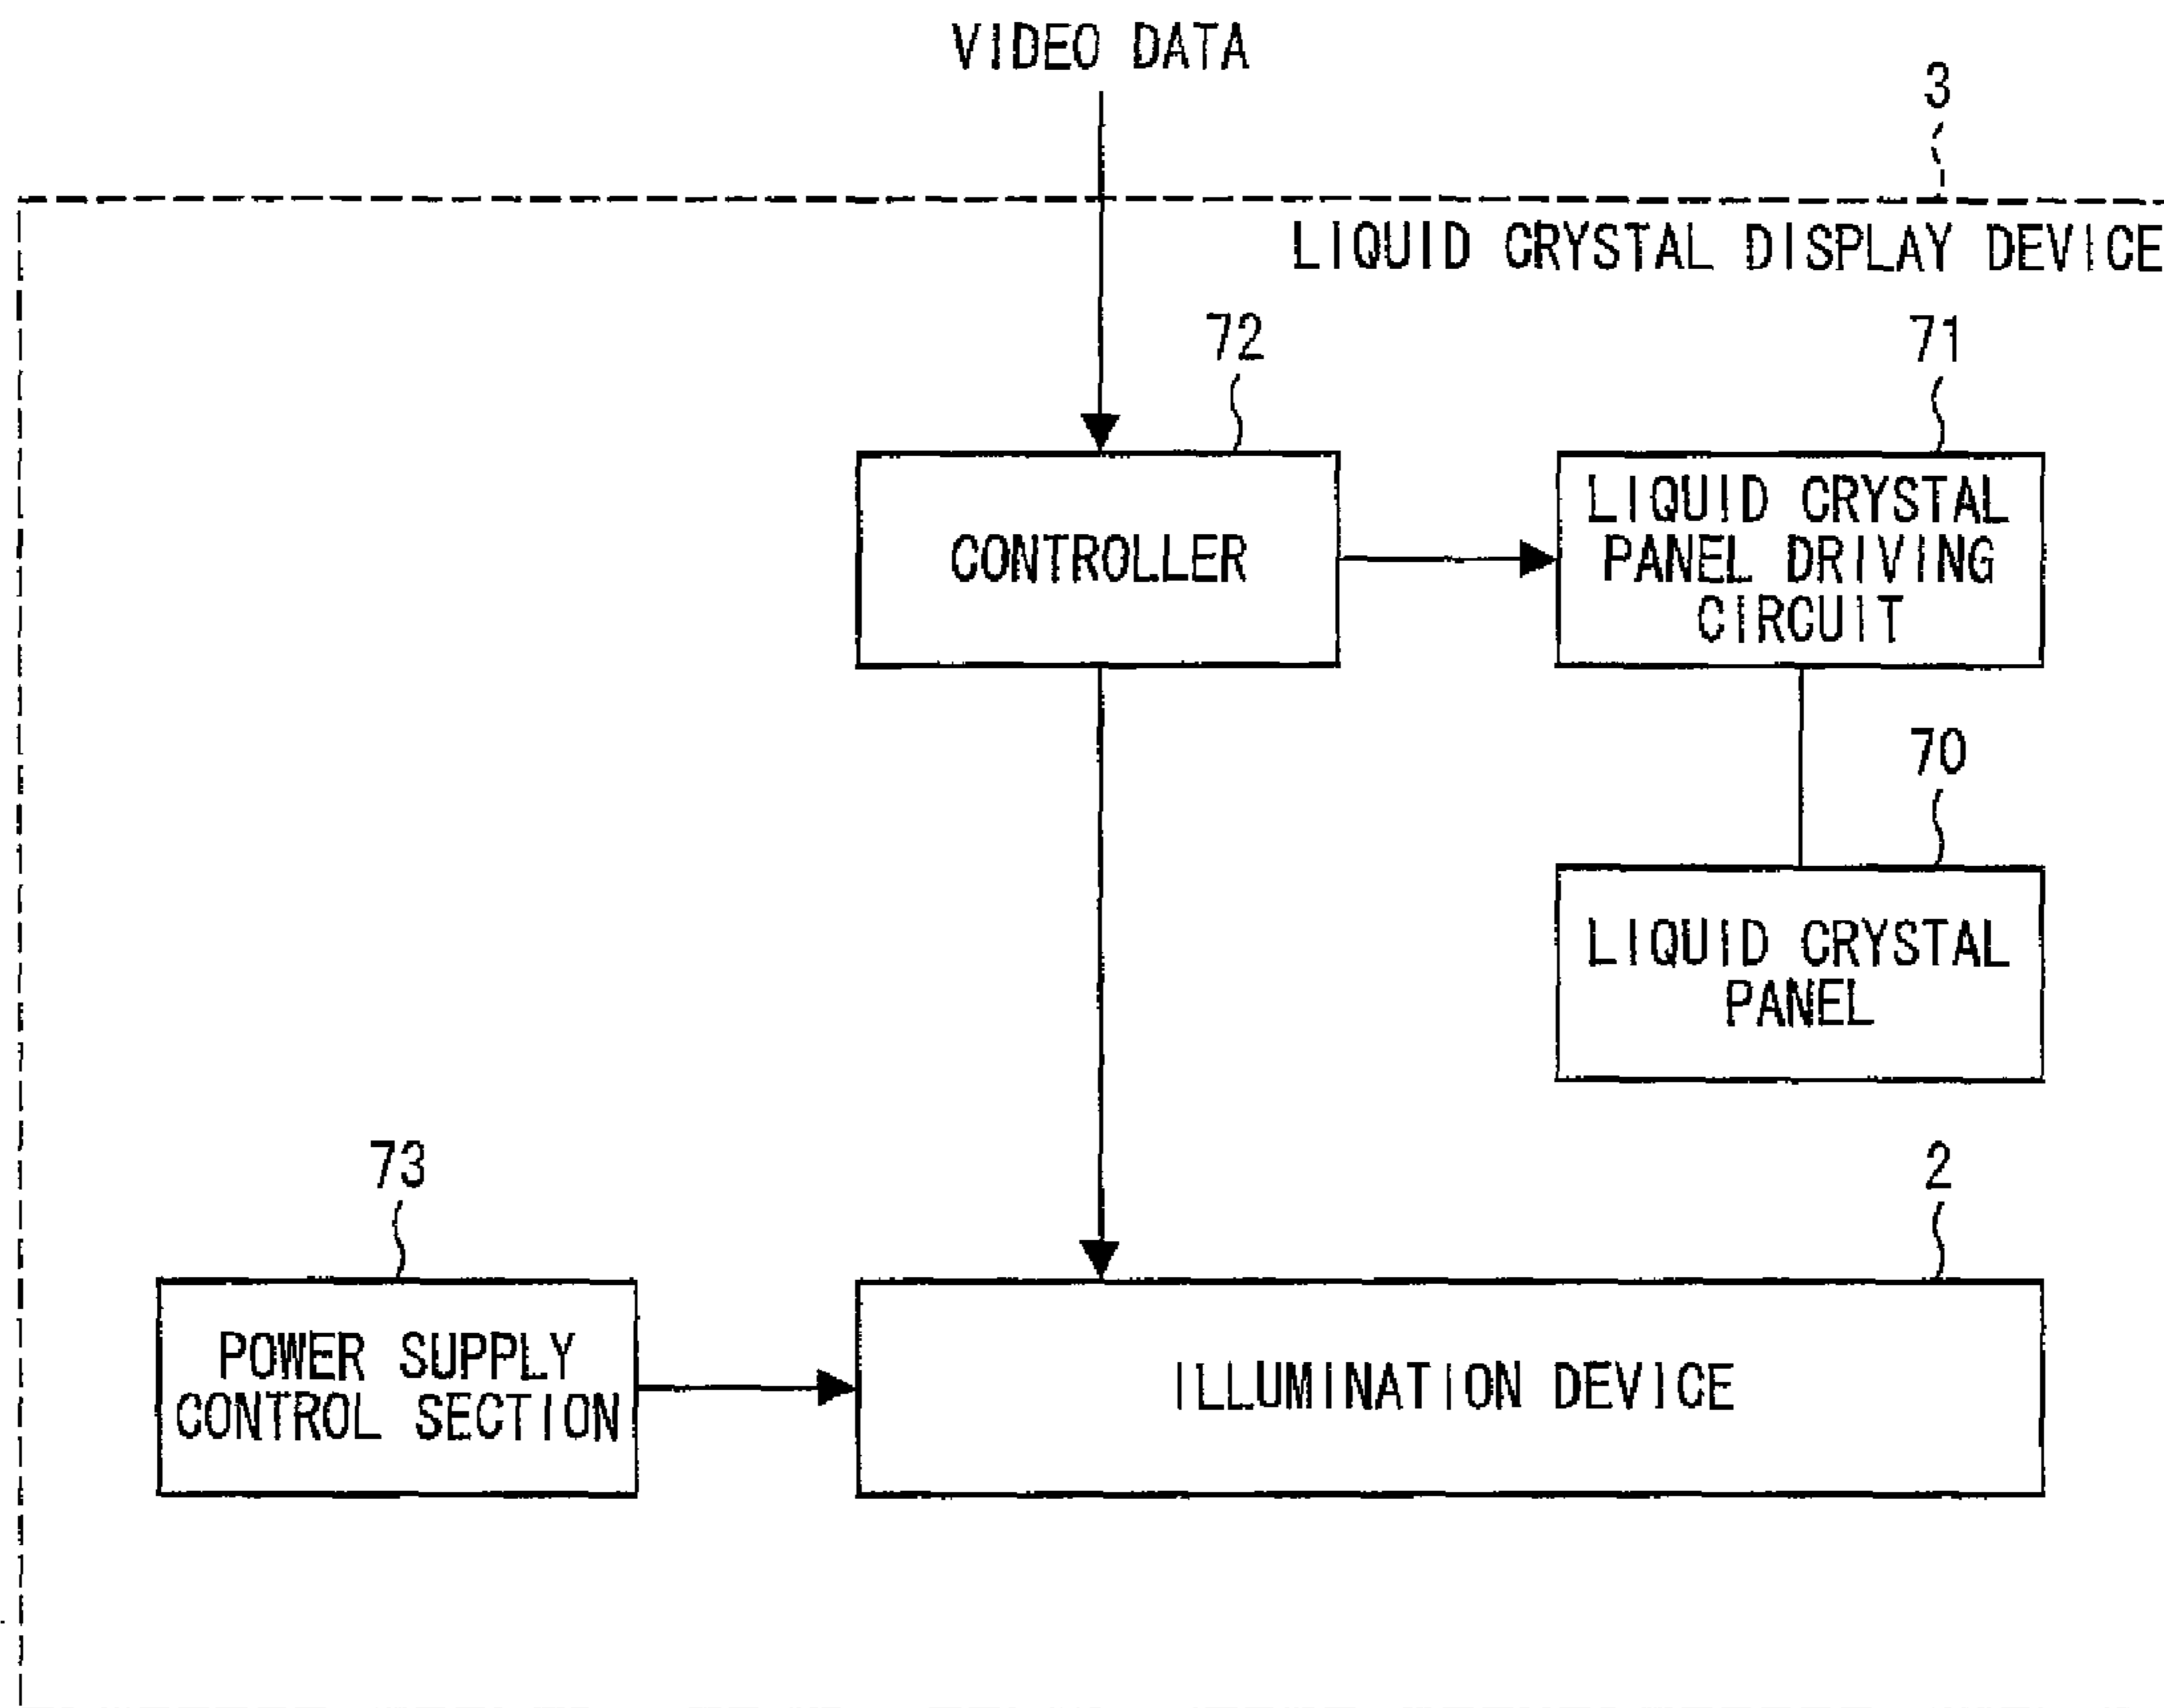 VIDEO DATA
3
LIQUID CRYSTAL DISPLAY DEVICE
72
71
CONTROLLER
LIQUID CRYSTAL
PANEL DRIVING
CIRCUIT
70
LIQUID CRYSTAL
PANEL
73
2
POWER SUPPLY
CONTROL SECTION
ILLUMINATION DEVICE